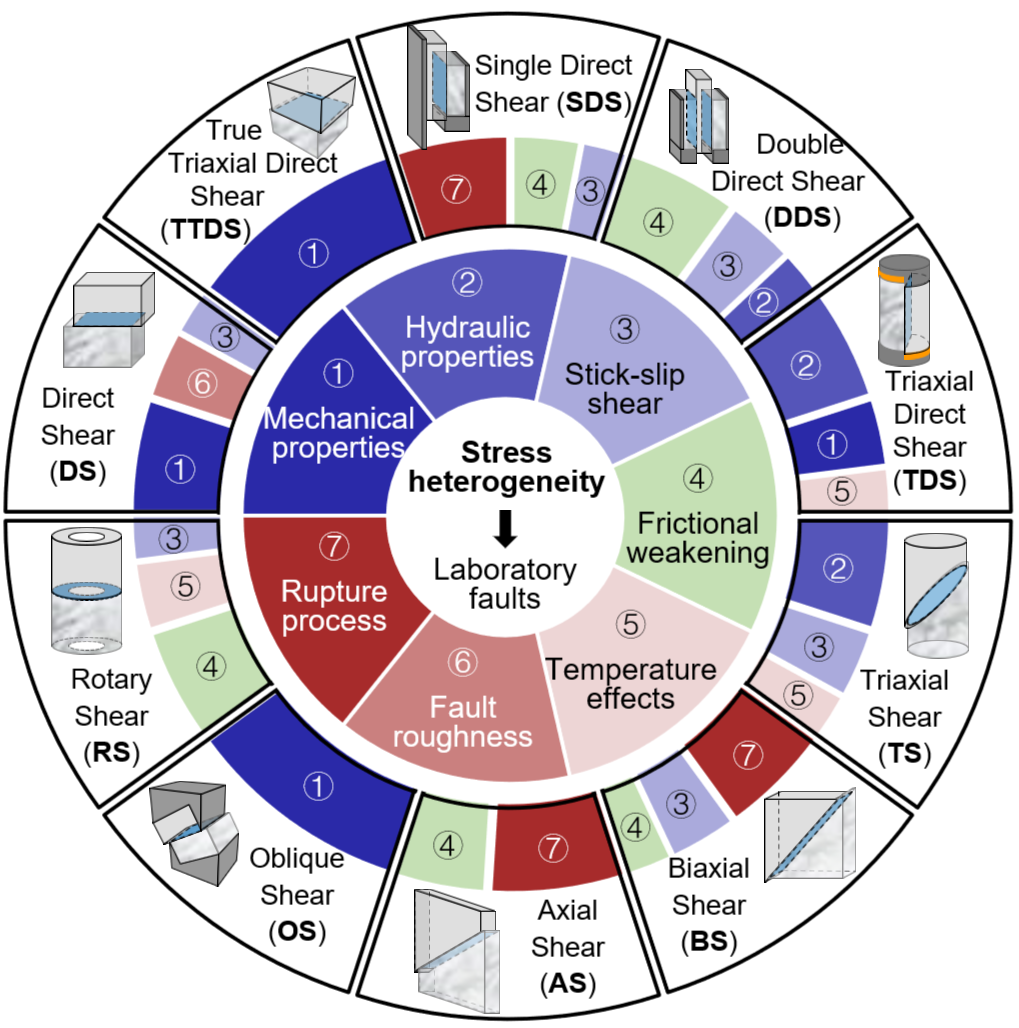 Single Direct
Shear (SDS)
⑦
④
③
Double
Direct Shear
(DDS)
④
③
②
Triaxial
Direct
Shear
(TDS)
②
①
⑤
Triaxial
Shear
(TS)
②
③
⑤
Biaxial
Shear
(BS)
⑦
③
④
Axial
Shear
(AS)
⑦
④
Oblique
Shear
(OS)
①
Rotary
Shear
(RS)
③
⑤
④
Direct
Shear
(DS)
③
⑥
①
True
Triaxial Direct
Shear
(TTDS)
①
①
Mechanical
properties
②
Hydraulic
properties
③
Stick-slip
shear
④
Frictional
weakening
⑤
Temperature
effects
⑥
Fault
roughness
⑦
Rupture
process
Stress
heterogeneity
Laboratory
faults